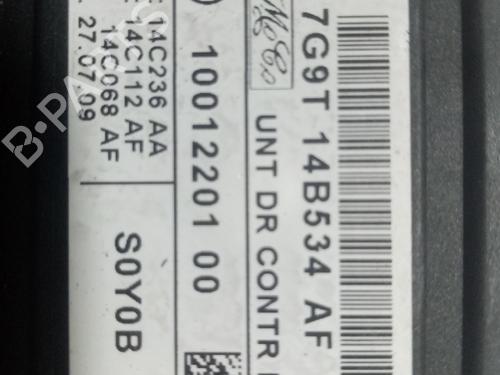 7G9T 14B534 AF
UNT DR CONTR
10012201 00
14C236 AA
14C112 AF
14C068 AF
27.07.09
S0Y0B
B-PARTS